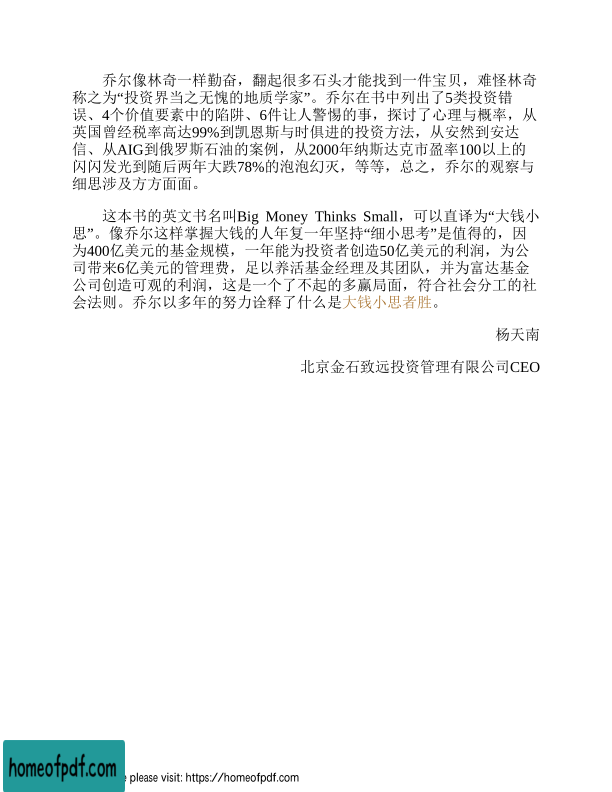 乔尔像林奇一样勤奋，翻起很多石头才能找到一件宝贝，难怪林奇
称之为“投资界当之无愧的地质学家”。乔尔在书中列出了5类投资错
误、4个价值要素中的陷阱、6件让人警惕的事，探讨了心理与概率，从
英国曾经税率高达99%到凯恩斯与时俱进的投资方法，从安然到安达
信、从AIG到俄罗斯石油的案例，从2000年纳斯达克市盈率100以上的
闪闪发光到随后两年大跌78%的泡泡幻灭，等等，总之，乔尔的观察与
细思涉及方方面面。
这本书的英文书名叫Big Money Thinks Small，可以直译为“大钱小
思”。像乔尔这样掌握大钱的人年复一年坚持“细小思考”是值得的，因
为400亿美元的基金规模，一年能为投资者创造50亿美元的利润，为公
司带来6亿美元的管理费，足以养活基金经理及其团队，并为富达基金
公司创造可观的利润，这是一个了不起的多赢局面，符合社会分工的社
会法则。乔尔以多年的努力诠释了什么是大钱小思者胜。
杨天南
北京金石致远投资管理有限公司CEO
homeofpdf.com
e please visit: https://homeofpdf.com